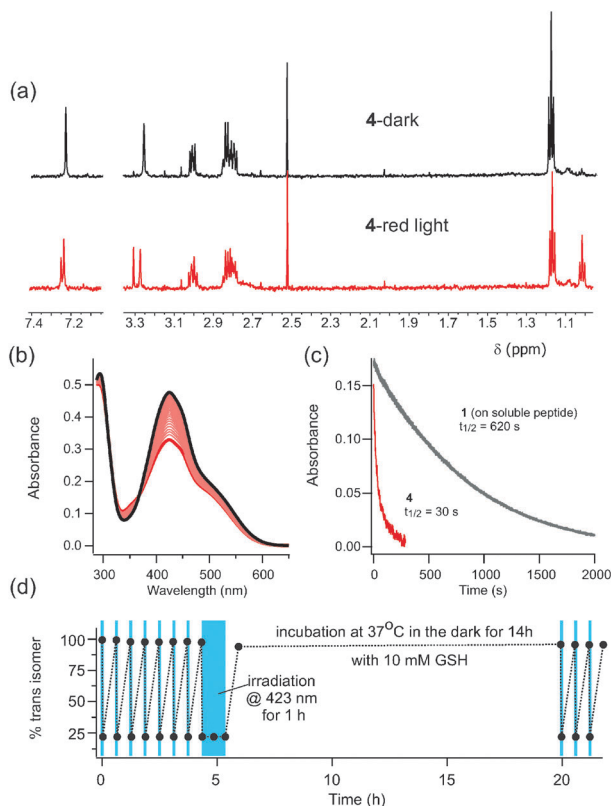 (a)
4-dark
4-red light
7.4 7.2 3.3 3.1 2.9 2.7 2.5 2.3 2.1 1.9 1.7 1.5 1.3 1.1
δ (ppm)
(b)
Absorbance
0.5
0.4
0.3
0.2
0.1
0.0
300 400 500 600
Wavelength (nm)
(c)
Absorbance
0.15
0.10
0.05
0.00
1 (on soluble peptide)
t1/2 = 620 s
4
t1/2 = 30 s
0 500 1000 1500 2000
Time (s)
(d)
% trans isomer
100
75
50
25
incubation at 37°C in the dark for 14h
with 10 mM GSH
irradiation
@ 423 nm
for 1 h
0 5 10 15 20
Time (h)